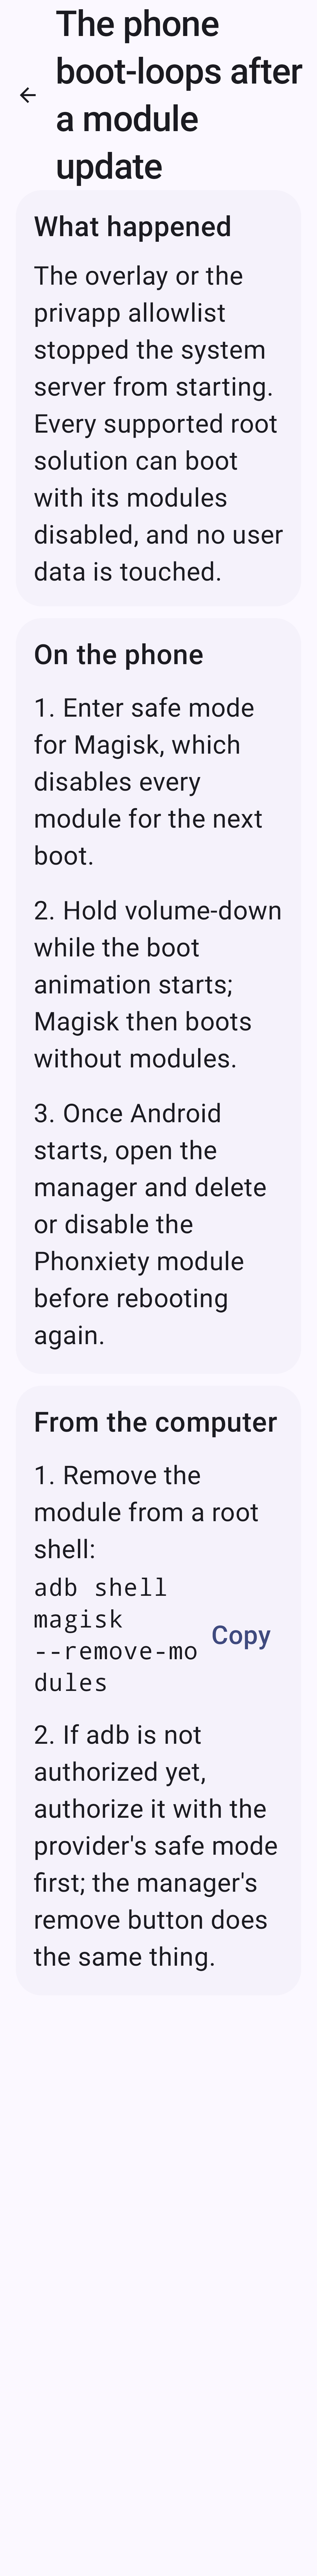 The phone
boot-loops after
a module
update
What happened
The overlay or the
privapp allowlist
stopped the system
server from starting.
Every supported root
solution can boot
with its modules
disabled, and no user
data is touched.
On the phone
1. Enter safe mode
for Magisk, which
disables every
module for the next
boot.
2. Hold volume-down
while the boot
animation starts;
Magisk then boots
without modules.
3. Once Android
starts, open the
manager and delete
or disable the
Phonxiety module
before rebooting
again.
From the computer
1. Remove the
module from a root
shell:
adb shell
magisk
--remove-mo
dules
Copy
2. If adb is not
authorized yet,
authorize it with the
provider's safe mode
first; the manager's
remove button does
the same thing.